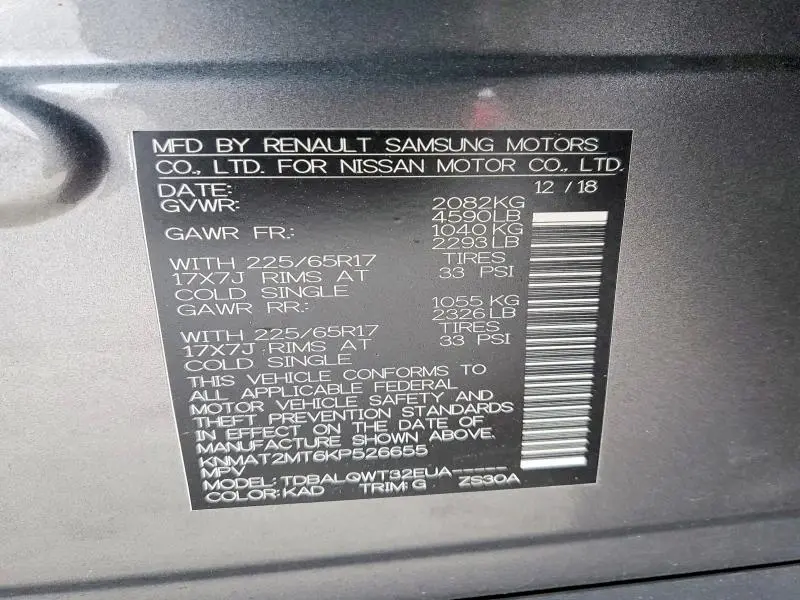 MFD BY RENAULT SAMSUNG MOTORS
CO., LTD. FOR NISSAN MOTOR CO., LTD.
DATE: 12 / 18
GVWR: 2082KG
4590LB
GAWR FR.: 1040 KG
2293 LB
WITH 225/65R17 TIRES
17X7J RIMS AT 33 PSI
COLD SINGLE
GAWR RR.: 1055 KG
2326 LB
WITH 225/65R17 TIRES
17X7J RIMS AT 33 PSI
COLD SINGLE
THIS VEHICLE CONFORMS TO
ALL APPLICABLE FEDERAL
MOTOR VEHICLE SAFETY AND
THEFT PREVENTION STANDARDS
IN EFFECT ON THE DATE OF
MANUFACTURE SHOWN ABOVE.
KNMAT2MT6KP526655
MPV
MODEL: TDBALQWT32EUA-----
COLOR: KAD TRIM: G ZS30A